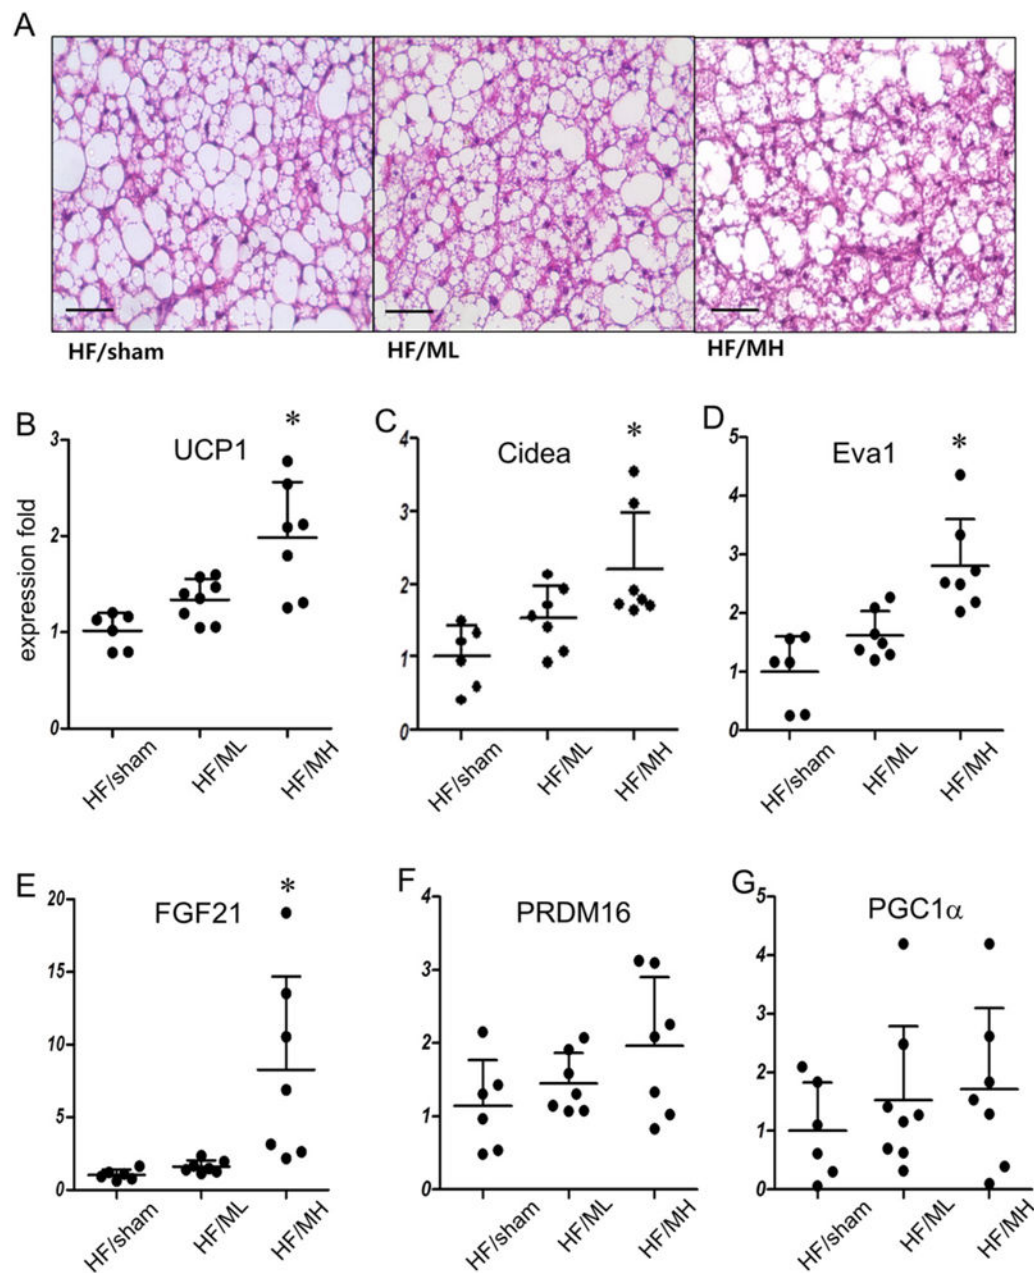 A
HF/sham
HF/ML
HF/MH
B
UCP1
*
expression fold
3
2
1
0
HF/sham
HF/ML
HF/MH
C
Cidea
*
4
3
2
1
0
HF/sham
HF/ML
HF/MH
D
Eva1
*
5
4
3
2
1
0
HF/sham
HF/ML
HF/MH
E
FGF21
*
20
15
10
5
0
HF/sham
HF/ML
HF/MH
F
PRDM16
4
3
2
1
0
HF/sham
HF/ML
HF/MH
G
PGC1α
5
4
3
2
1
0
HF/sham
HF/ML
HF/MH